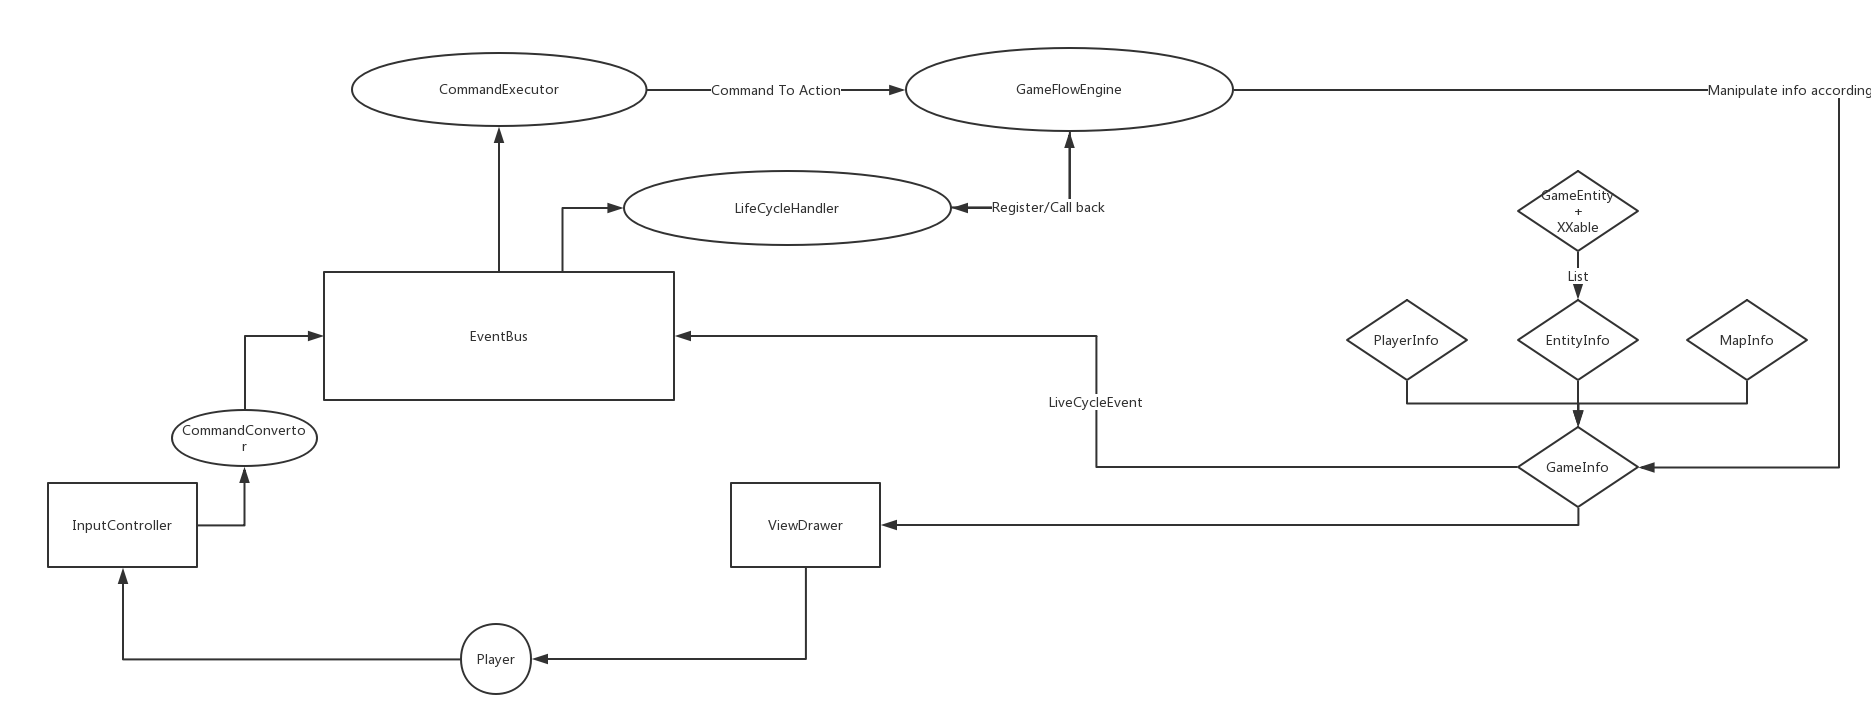 CommandExecutor
Command To Action
GameFlowEngine
Manipulate info according
LifeCycleHandler
Register/Call back
GameEntity
+
XXable
List
EventBus
PlayerInfo
EntityInfo
MapInfo
LiveCycleEvent
CommandConverto
r
GameInfo
InputController
ViewDrawer
Player